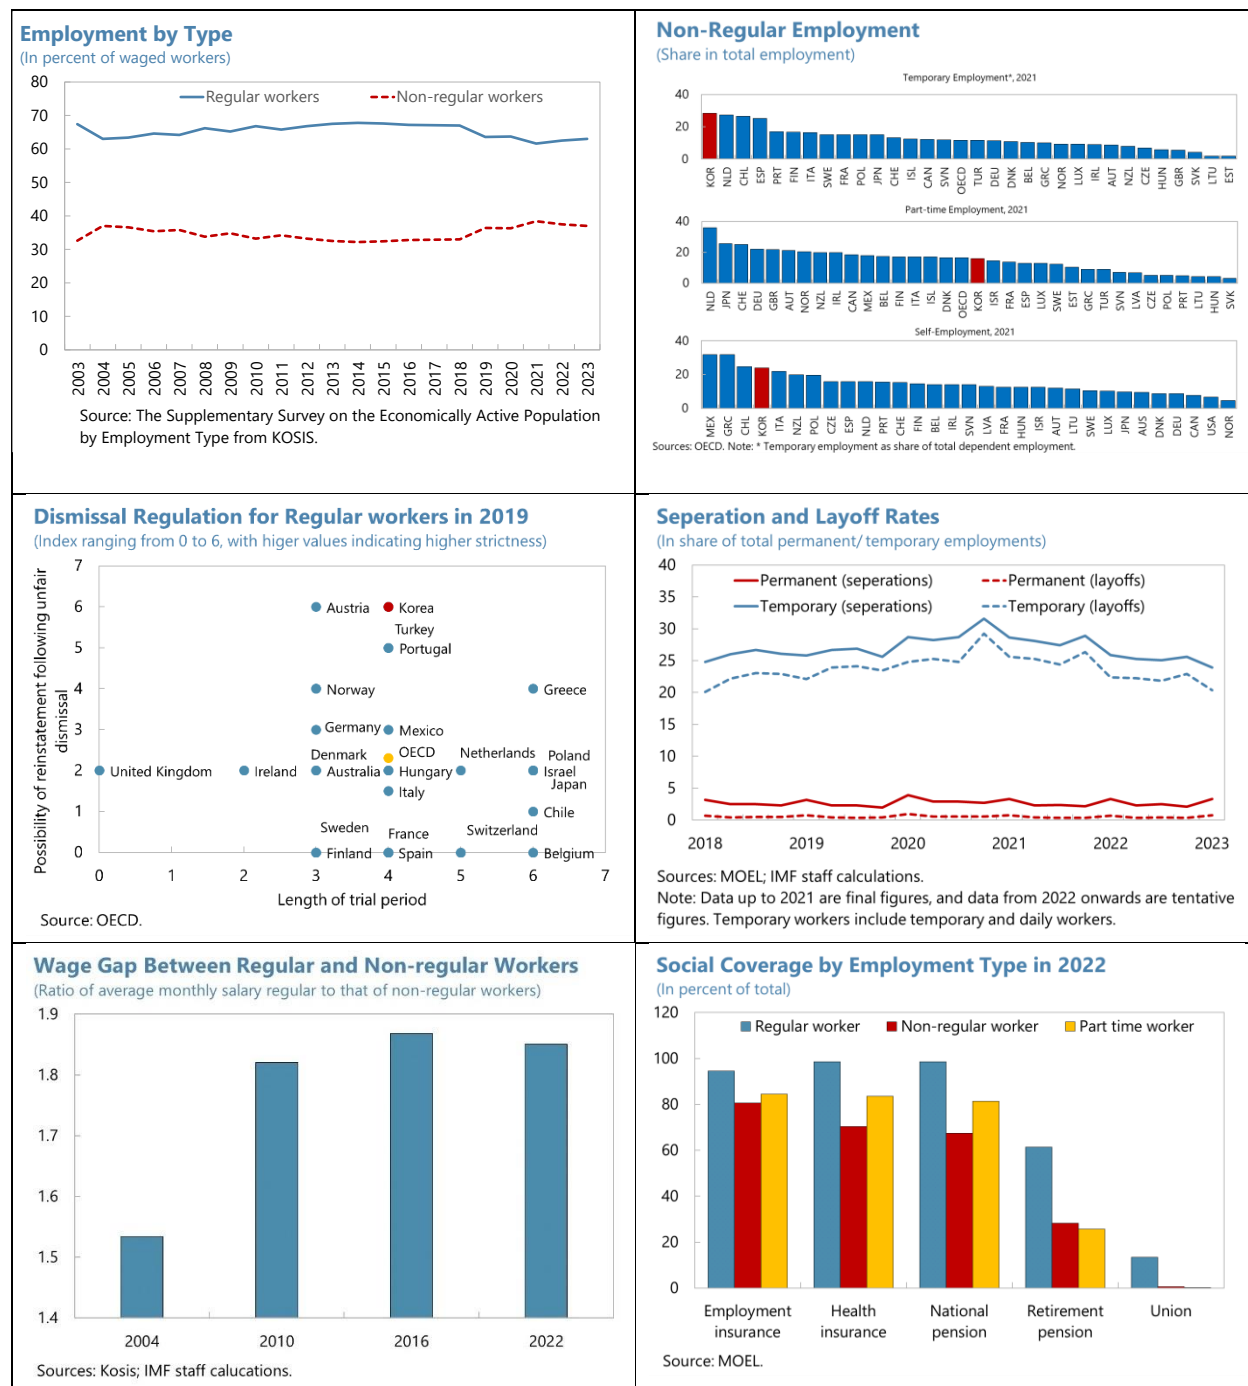 Employment by Type
(In percent of waged workers)
80
70
60
50
40
30
20
10
0
Regular workers
Non-regular workers
2003
2004
2005
2006
2007
2008
2009
2010
2011
2012
2013
2014
2015
2016
2017
2018
2019
2020
2021
2022
2023
Source: The Supplementary Survey on the Economically Active Population
by Employment Type from KOSIS.
Non-Regular Employment
(Share in total employment)
Temporary Employment*, 2021
40
20
0
KOR
NLD
CHL
ESP
PRT
FIN
ITA
SWE
FRA
POL
JPN
CHE
ISL
CAN
SVN
OECD
TUR
DEU
DNK
BEL
GRC
NOR
LUX
IRL
AUT
NZL
CZE
HUN
GBR
SVK
LTU
EST
Part-time Employment, 2021
40
20
0
NLD
JPN
CHE
DEU
GBR
AUT
NOR
NZL
IRL
CAN
MEX
BEL
FIN
ITA
ISL
DNK
OECD
KOR
ISR
FRA
ESP
LUX
SWE
EST
GRC
TUR
SVN
LVA
CZE
POL
PRT
LTU
HUN
SVK
Self-Employment, 2021
40
20
0
MEX
GRC
CHL
KOR
ITA
NZL
POL
CZE
ESP
NLD
PRT
CHE
FIN
BEL
IRL
SVN
LVA
FRA
HUN
ISR
AUT
LTU
SWE
LUX
JPN
AUS
DNK
DEU
CAN
USA
NOR
Sources: OECD. Note: * Temporary employment as share of total dependent employment.
Dismissal Regulation for Regular workers in 2019
(Index ranging from 0 to 6, with higer values indicating higher strictness)
Possibility of reinstatement following unfair
dismissal
7
6
5
4
3
2
1
0
Austria
Korea
Turkey
Portugal
Norway
Greece
Germany
Mexico
Denmark
OECD
Netherlands
Poland
United Kingdom
Ireland
Australia
Hungary
Israel
Japan
Italy
Chile
Sweden
France
Switzerland
Finland
Spain
Belgium
0 1 2 3 4 5 6 7
Length of trial period
Source: OECD.
Seperation and Layoff Rates
(In share of total permanent/ temporary employments)
40
35
30
25
20
15
10
5
0
Permanent (seperations)
Permanent (layoffs)
Temporary (seperations)
Temporary (layoffs)
2018 2019 2020 2021 2022 2023
Sources: MOEL; IMF staff calculations.
Note: Data up to 2021 are final figures, and data from 2022 onwards are tentative
figures. Temporary workers include temporary and daily workers.
Wage Gap Between Regular and Non-regular Workers
(Ratio of average monthly salary regular to that of non-regular workers)
1.9
1.8
1.7
1.6
1.5
1.4
2004 2010 2016 2022
Sources: Kosis; IMF staff calucations.
Social Coverage by Employment Type in 2022
(In percent of total)
120
100
80
60
40
20
0
Regular worker
Non-regular worker
Part time worker
Employment
insurance
Health
insurance
National
pension
Retirement
pension
Union
Source: MOEL.